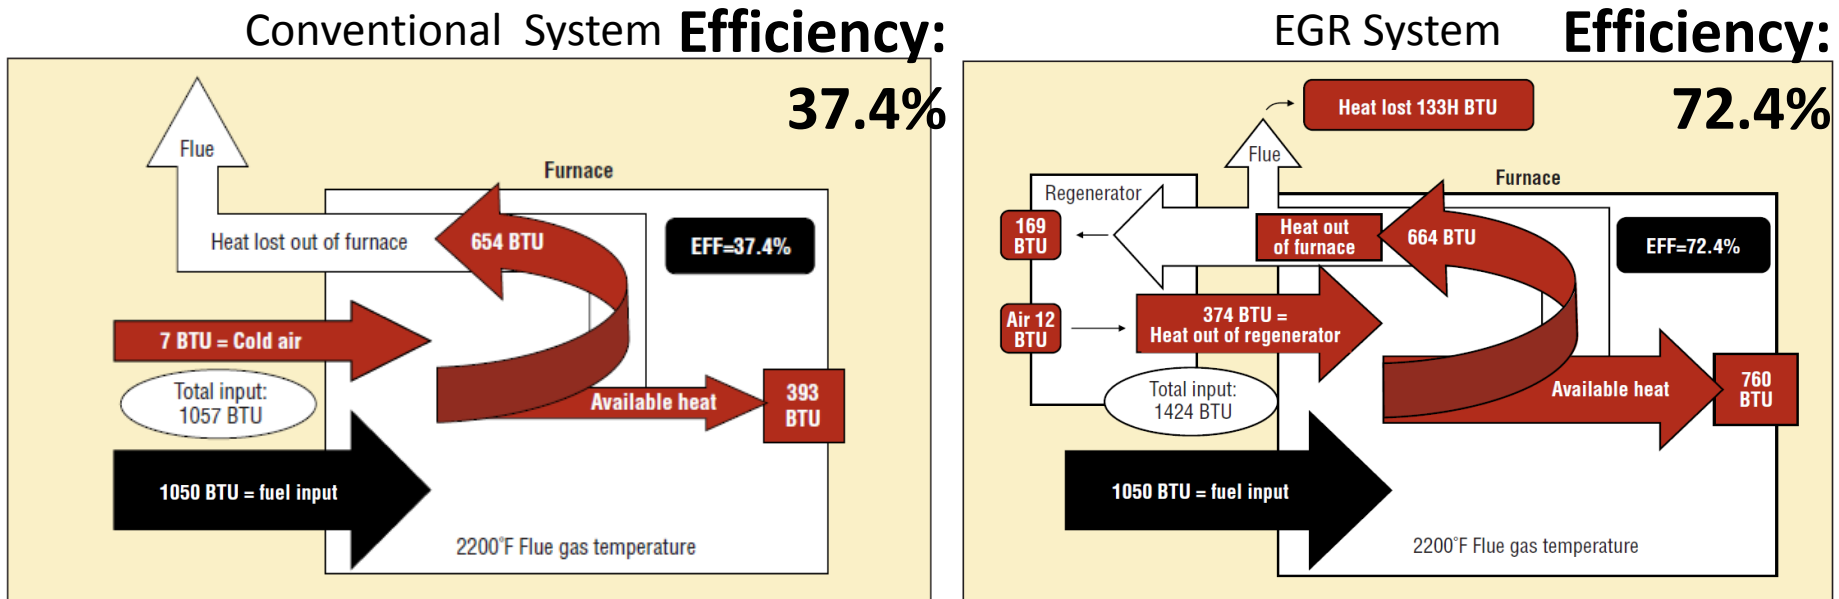 Conventional System Efficiency:
37.4%
Flue
Furnace
Heat lost out of furnace
654 BTU
EFF=37.4%
7 BTU = Cold air
Total input:
1057 BTU
Available heat
393
BTU
1050 BTU = fuel input
2200°F Flue gas temperature
EGR System Efficiency:
72.4%
Heat lost 133H BTU
Flue
Furnace
Regenerator
169
BTU
Heat out
of furnace
664 BTU
EFF=72.4%
Air 12
BTU
374 BTU =
Heat out of regenerator
Total input:
1424 BTU
Available heat
760
BTU
1050 BTU = fuel input
2200°F Flue gas temperature